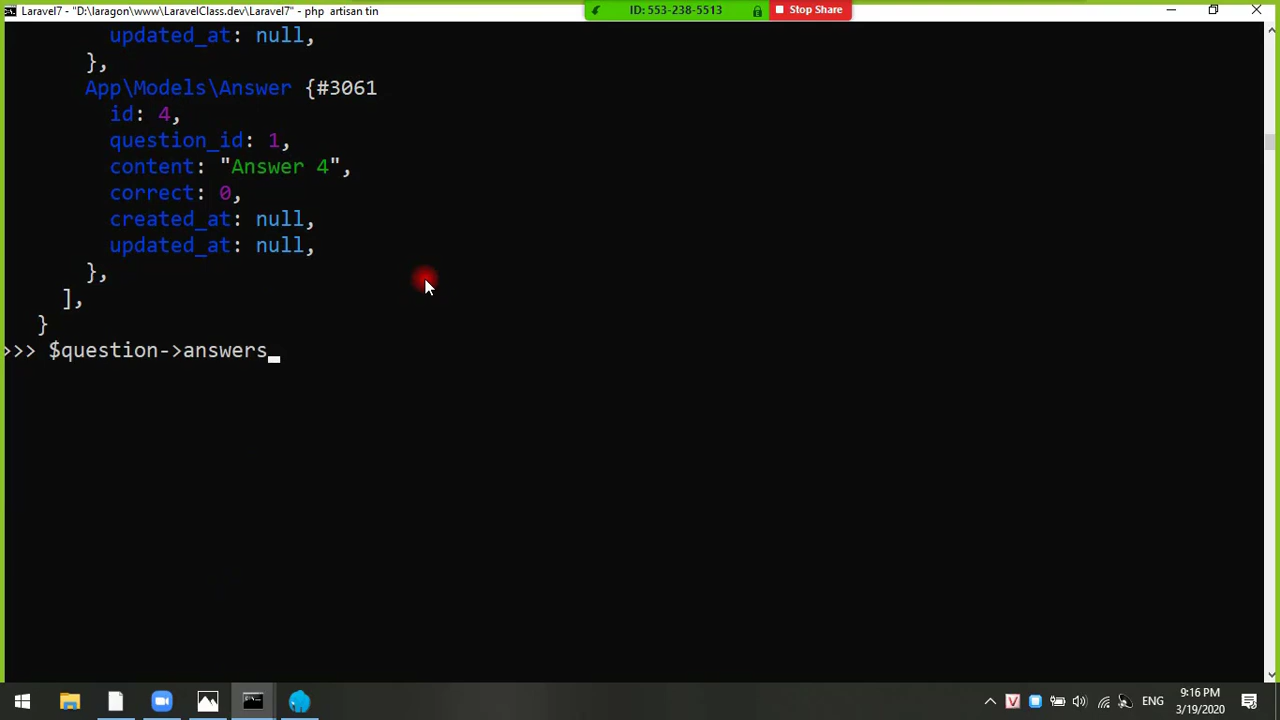 Laravel7 - "D:\laragon\www\LaravelClass.dev\Laravel7" - php  artisan tin
ID: 553-238-5513
Stop Share
updated_at: null,
},
App\Models\Answer {#3061
id: 4,
question_id: 1,
content: "Answer 4",
correct: 0,
created_at: null,
updated_at: null,
},
],
}
>>> $question->answers_
ENG
9:16 PM
3/19/2020